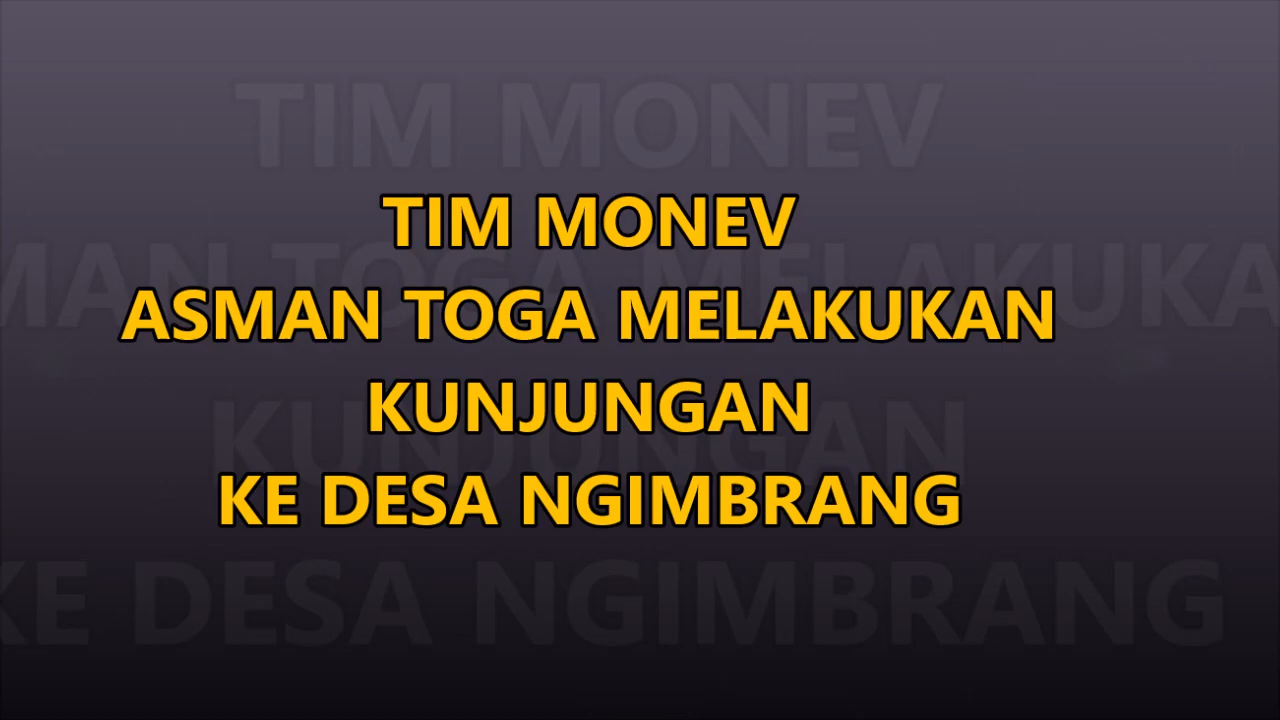 TIM MONEV
ASMAN TOGA MELAKUKAN
KUNJUNGAN
KE DESA NGIMBRANG